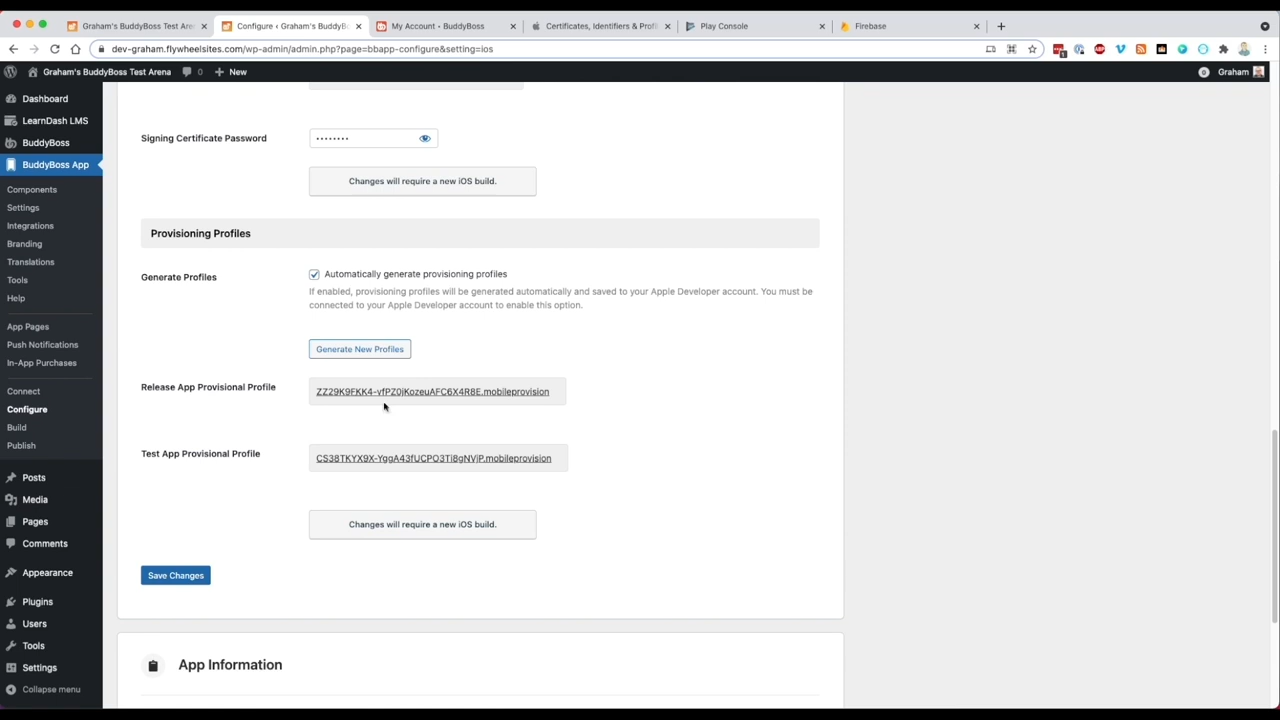 Graham's BuddyBoss Test Are
Configure ‹ Graham's BuddyB
My Account - BuddyBoss
Certificates, Identifiers & Prof
Play Console
Firebase
dev-graham.flywheelsites.com/wp-admin/admin.php?page=bbapp-configure&setting=ios
Graham's BuddyBoss Test Arena
0
New
0
Graham
Dashboard
LearnDash LMS
BuddyBoss
BuddyBoss App
Components
Settings
Integrations
Branding
Translations
Tools
Help
App Pages
Push Notifications
In-App Purchases
Connect
Configure
Build
Publish
Posts
Media
Pages
Comments
Appearance
Plugins
Users
Tools
Settings
Collapse menu
Signing Certificate Password
••••••••
Changes will require a new iOS build.
Provisioning Profiles
Generate Profiles
Automatically generate provisioning profiles
If enabled, provisioning profiles will be generated automatically and saved to your Apple Developer account. You must be
connected to your Apple Developer account to enable this option.
Generate New Profiles
Release App Provisional Profile
ZZ29K9FKK4-vfPZ0jKozeuAFC6X4R8E.mobileprovision
Test App Provisional Profile
CS38TKYX9X-YggA43fUCPO3Ti8gNVjP.mobileprovision
Changes will require a new iOS build.
Save Changes
App Information